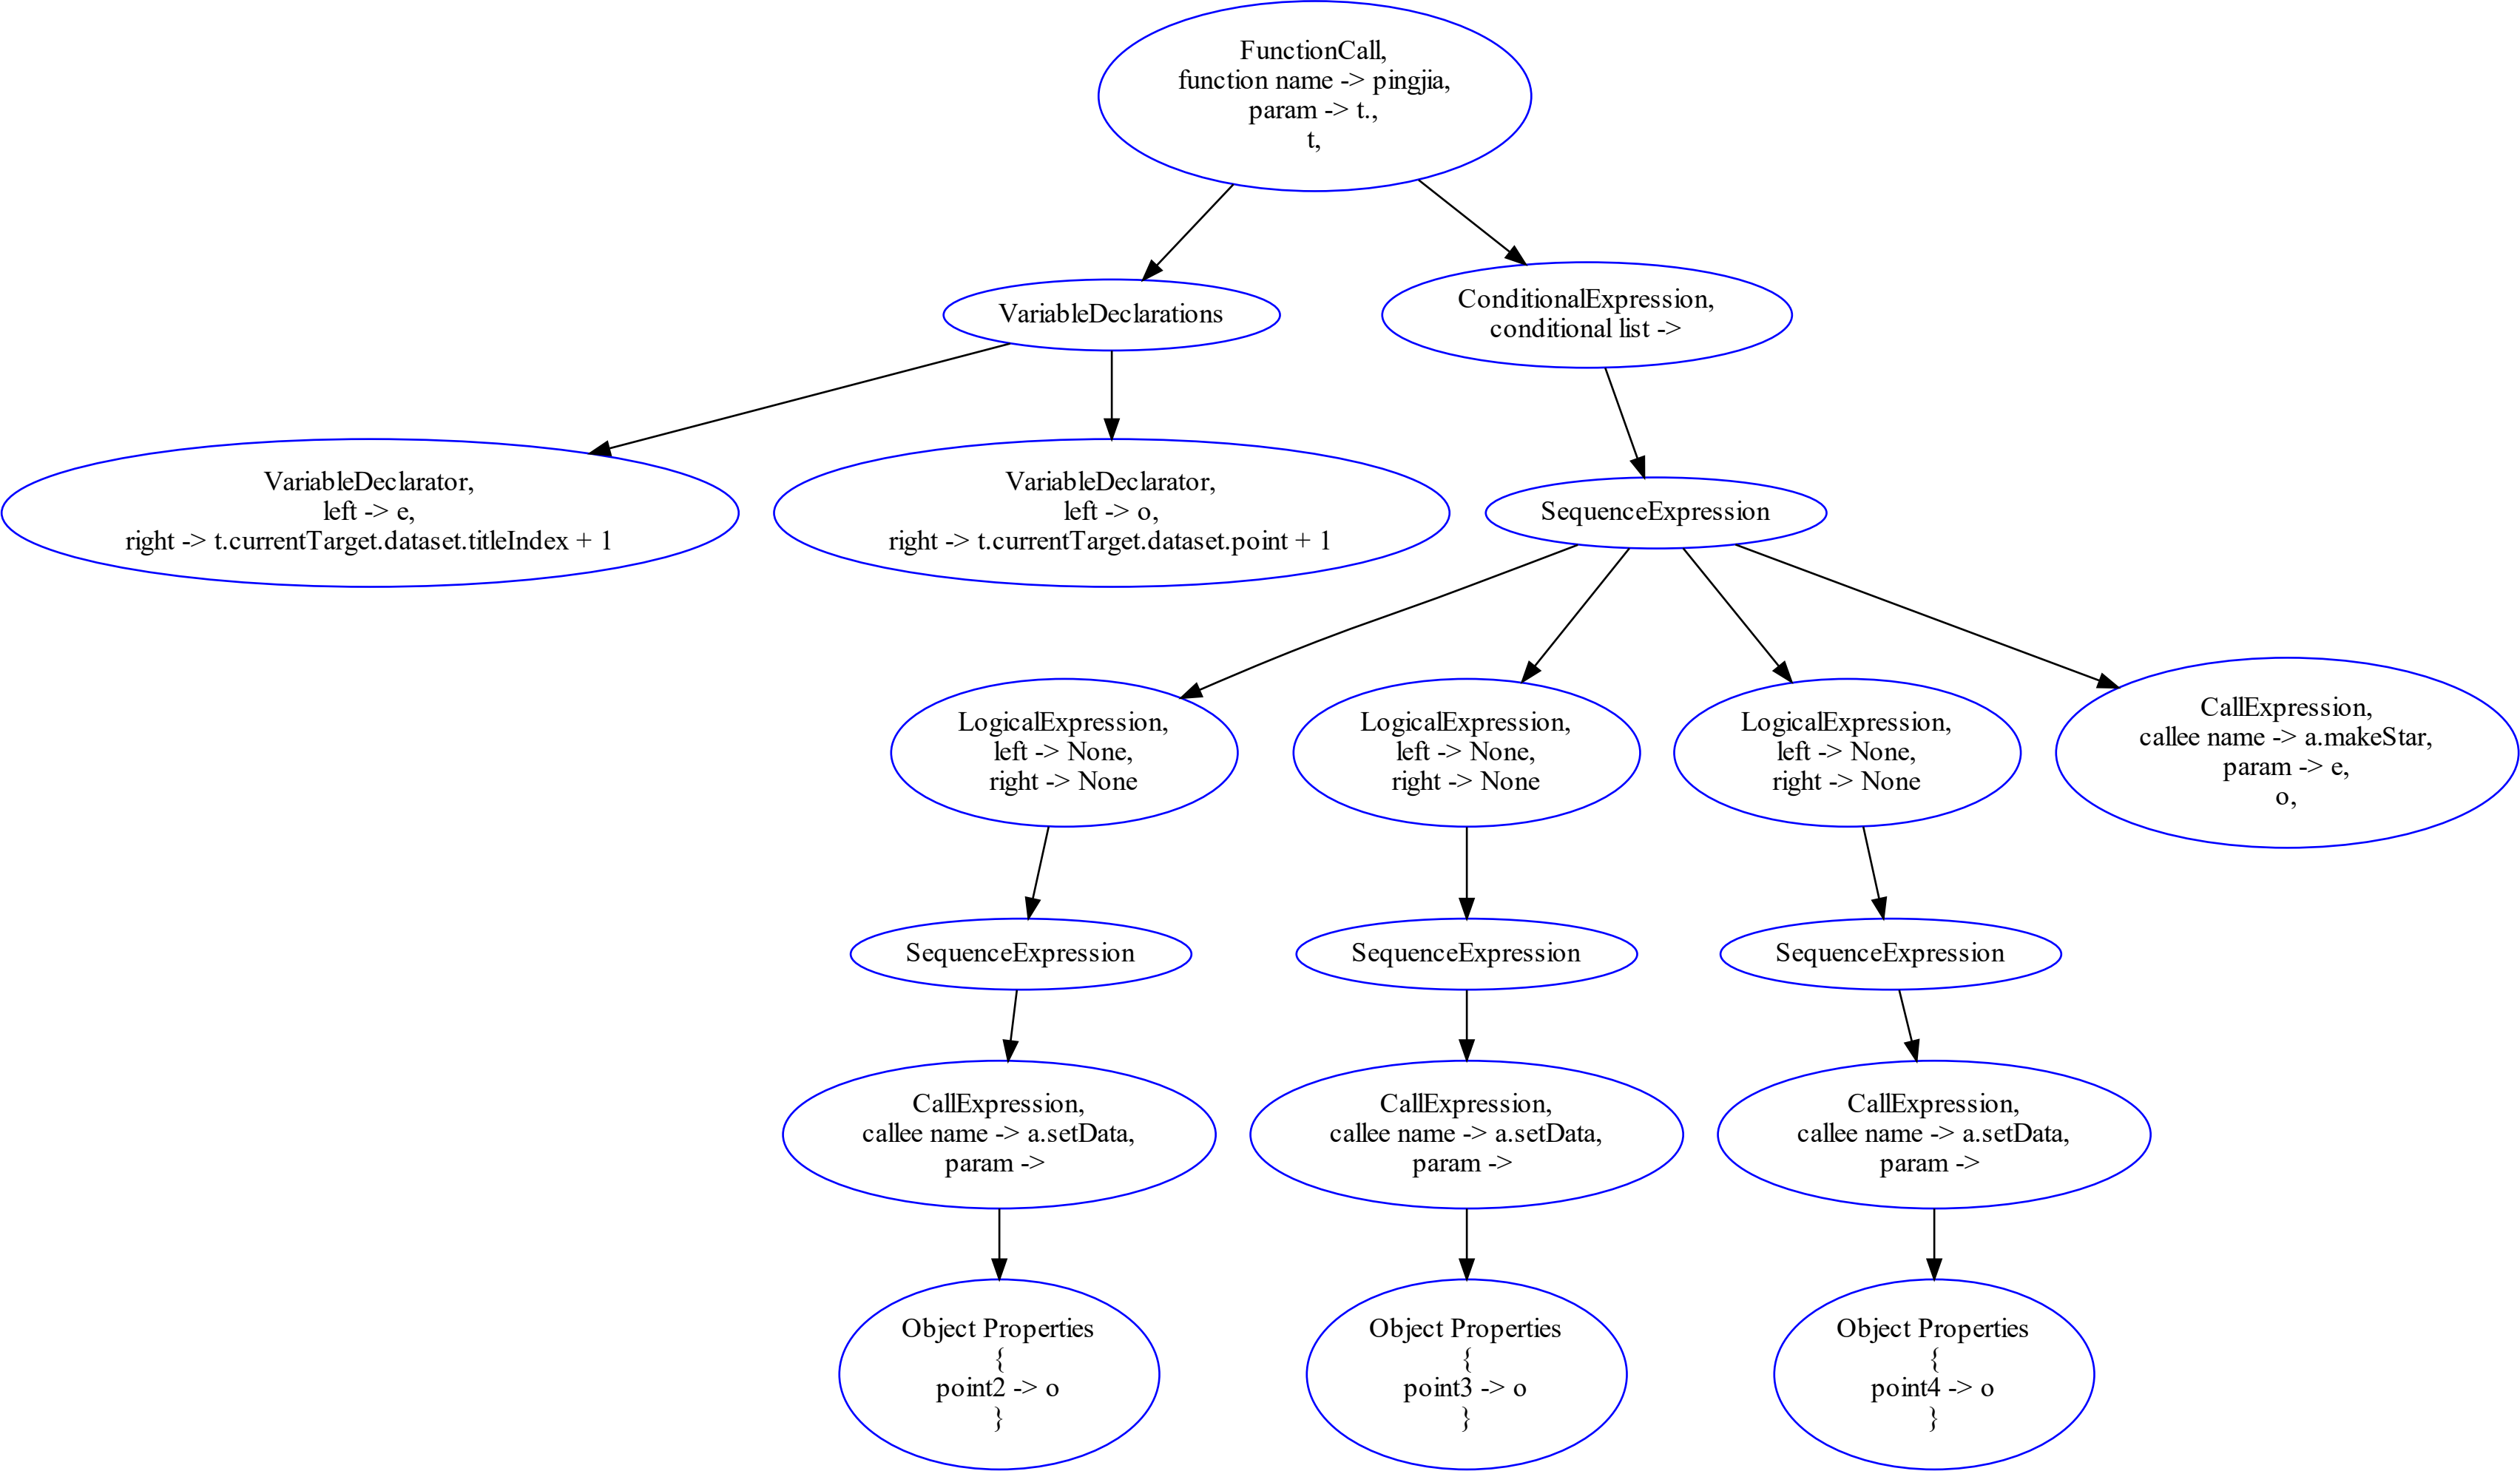 FunctionCall,
function name -> pingjia,
param -> t.,
t,
VariableDeclarations
ConditionalExpression,
conditional list ->
VariableDeclarator,
left -> e,
right -> t.currentTarget.dataset.titleIndex + 1
VariableDeclarator,
left -> o,
right -> t.currentTarget.dataset.point + 1
SequenceExpression
LogicalExpression,
left -> None,
right -> None
LogicalExpression,
left -> None,
right -> None
LogicalExpression,
left -> None,
right -> None
CallExpression,
callee name -> a.makeStar,
param -> e,
o,
SequenceExpression
SequenceExpression
SequenceExpression
CallExpression,
callee name -> a.setData,
param ->
CallExpression,
callee name -> a.setData,
param ->
CallExpression,
callee name -> a.setData,
param ->
Object Properties
{
point2 -> o
}
Object Properties
{
point3 -> o
}
Object Properties
{
point4 -> o
}